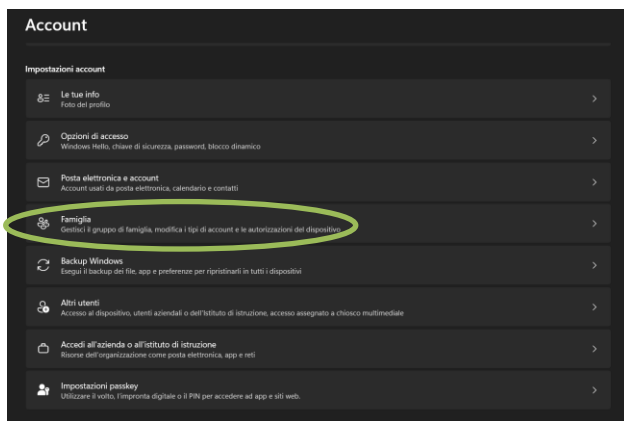 Account
Impostazioni account
Le tue info
Foto del profilo
Opzioni di accesso
Windows Hello, chiave di sicurezza, password, blocco dinamico
Posta elettronica e account
Account usati da posta elettronica, calendario e contatti
Famiglia
Gestisci il gruppo di famiglia, modifica i tipi di account e le autorizzazioni del dispositivo
Backup Windows
Esegui il backup dei file, app e preferenze per ripristinarli in tutti i dispositivi
Altri utenti
Accesso al dispositivo, utenti aziendali o dell'Istituto di istruzione, accesso assegnato a chiosco multimediale
Accedi all'azienda o all'istituto di istruzione
Risorse dell'organizzazione come posta elettronica, app e reti
Impostazioni passkey
Utilizzare il volto, l'impronta digitale o il PIN per accedere ad app e siti web.